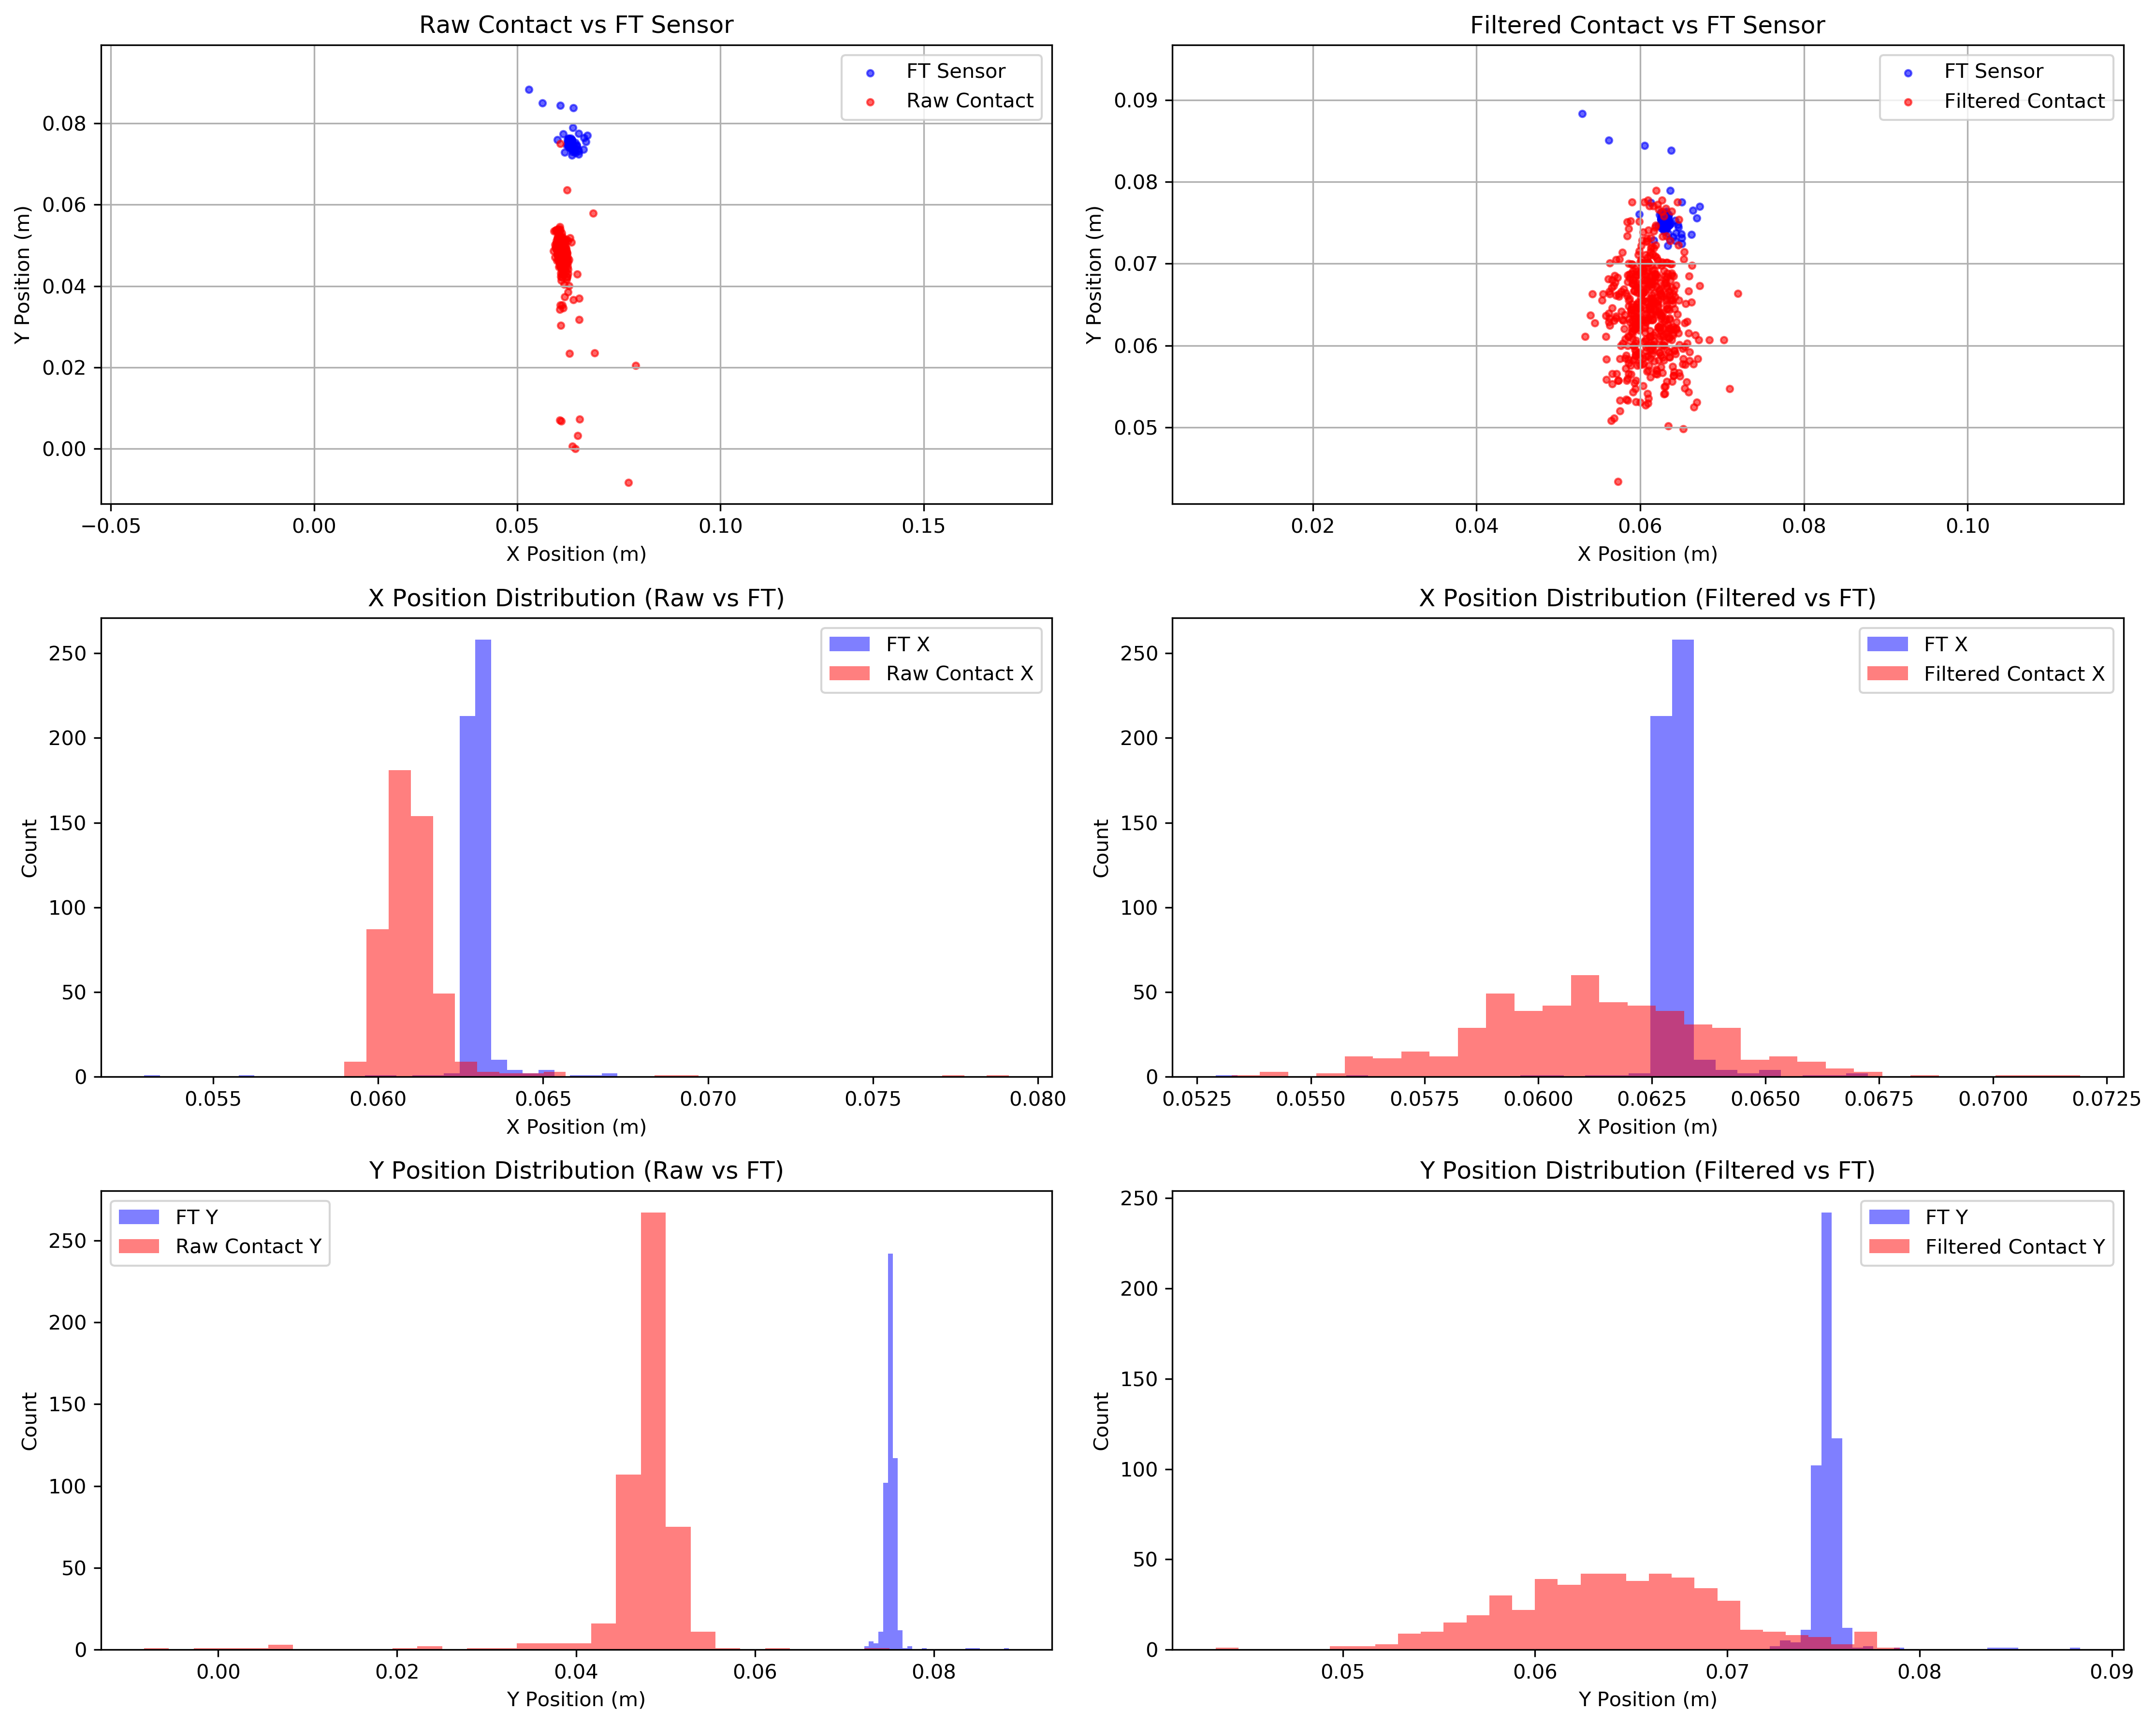 Raw Contact vs FT Sensor
FT Sensor
Raw Contact
0.08
0.06
0.04
0.02
0.00
Y Position (m)
−0.05 0.00 0.05 0.10 0.15
X Position (m)
Filtered Contact vs FT Sensor
FT Sensor
Filtered Contact
0.09
0.08
0.07
0.06
0.05
Y Position (m)
0.02 0.04 0.06 0.08 0.10
X Position (m)
X Position Distribution (Raw vs FT)
FT X
Raw Contact X
250
200
150
100
50
0
Count
0.055 0.060 0.065 0.070 0.075 0.080
X Position (m)
X Position Distribution (Filtered vs FT)
FT X
Filtered Contact X
250
200
150
100
50
0
Count
0.0525 0.0550 0.0575 0.0600 0.0625 0.0650 0.0675 0.0700 0.0725
X Position (m)
Y Position Distribution (Raw vs FT)
FT Y
Raw Contact Y
250
200
150
100
50
0
Count
0.00 0.02 0.04 0.06 0.08
Y Position (m)
Y Position Distribution (Filtered vs FT)
FT Y
Filtered Contact Y
250
200
150
100
50
0
Count
0.05 0.06 0.07 0.08 0.09
Y Position (m)